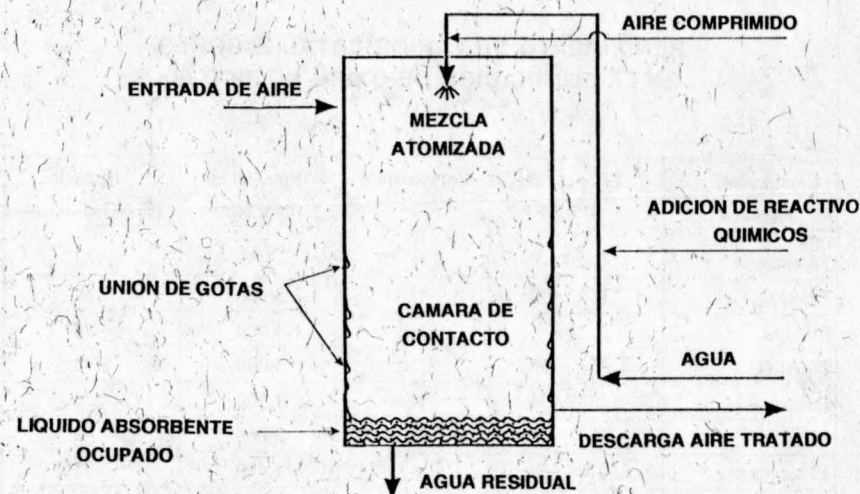 AIRE COMPRIMIDO
ENTRADA DE AIRE
MEZCLA
ATOMIZADA
ADICION DE REACTIVO
QUIMICOS
UNION DE GOTAS
CAMARA DE
CONTACTO
AGUA
LIQUIDO ABSORBENTE
OCUPADO
DESCARGA AIRE TRATADO
AGUA RESIDUAL